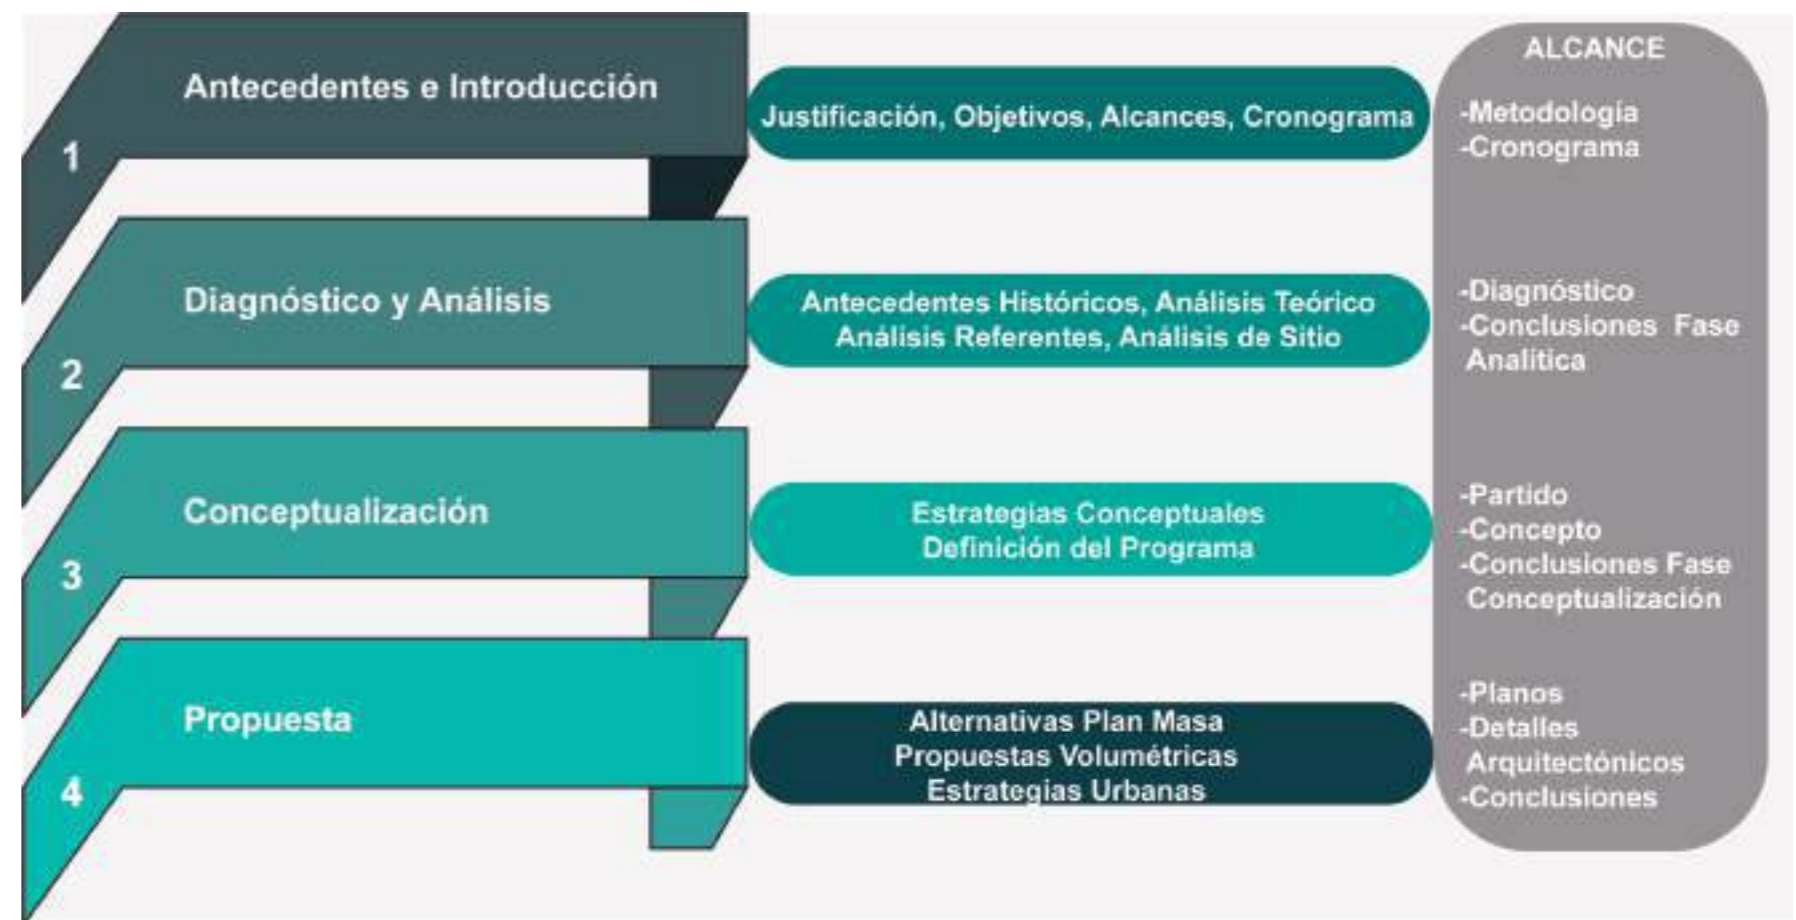 Antecedentes e Introducción
1
Justificación, Objetivos, Alcances, Cronograma
ALCANCE
-Metodología
-Cronograma
Diagnóstico y Análisis
2
Antecedentes Históricos, Análisis Teórico
Análisis Referentes, Análisis de Sitio
-Diagnóstico
-Conclusiones Fase
Analítica
Conceptualización
3
Estrategias Conceptuales
Definición del Programa
-Partido
-Concepto
-Conclusiones Fase
Conceptualización
Propuesta
4
Alternativas Plan Masa
Propuestas Volumétricas
Estrategias Urbanas
-Planos
-Detalles
Arquitectónicos
-Conclusiones